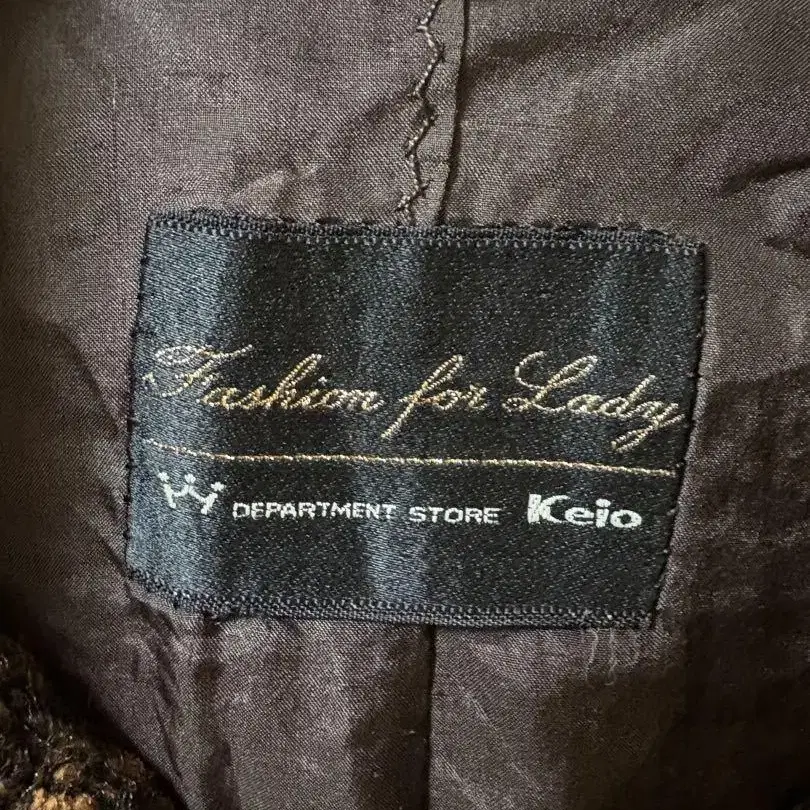 Fashion for Lady
DEPARTMENT STORE Keio